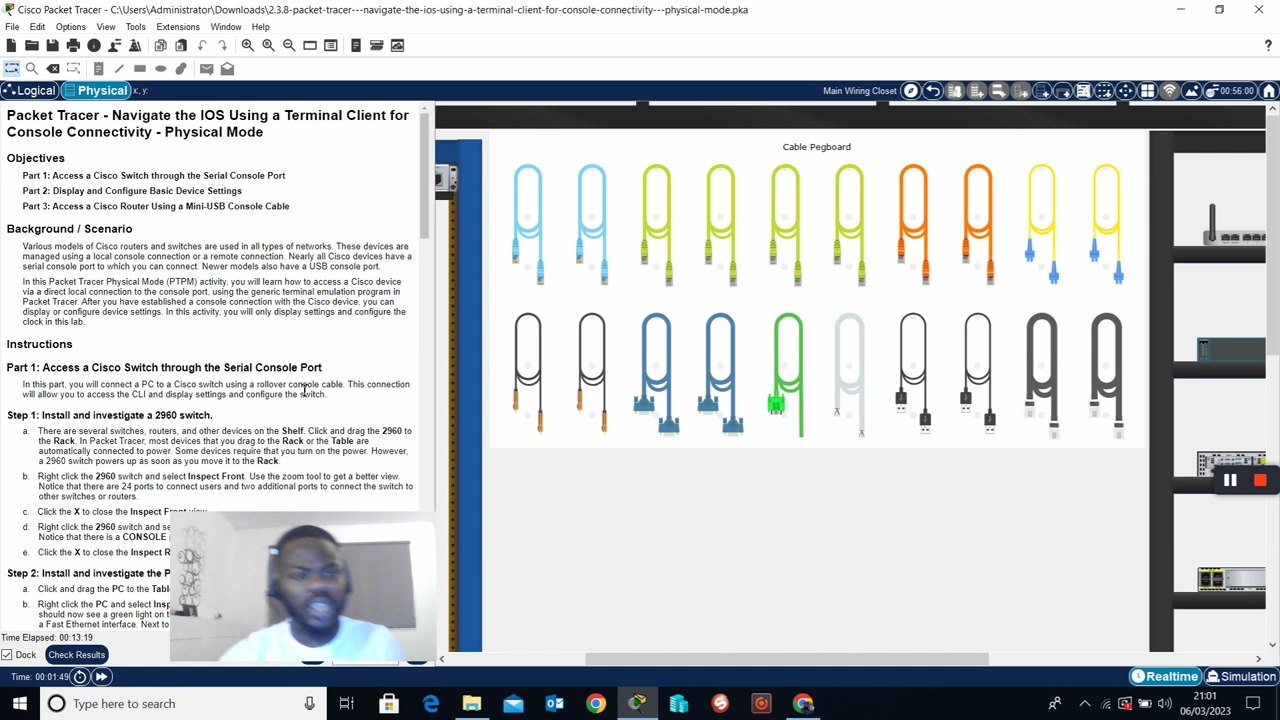 Cisco Packet Tracer - C:\Users\Administrator\Downloads\2.3.8-packet-tracer---navigate-the-ios-using-a-terminal-client-for-console-connectivity---physical-mode.pka
File Edit Options View Tools Extensions Window Help
Logical Physical x, y: Main Wiring Closet 00:56:00
Packet Tracer - Navigate the IOS Using a Terminal Client for
Console Connectivity - Physical Mode
Objectives
Part 1: Access a Cisco Switch through the Serial Console Port
Part 2: Display and Configure Basic Device Settings
Part 3: Access a Cisco Router Using a Mini-USB Console Cable
Background / Scenario
Various models of Cisco routers and switches are used in all types of networks. These devices are
managed using a local console connection or a remote connection. Nearly all Cisco devices have a
serial console port to which you can connect. Newer models also have a USB console port.
In this Packet Tracer Physical Mode (PTPM) activity, you will learn how to access a Cisco device
via a direct local connection to the console port, using the generic terminal emulation program in
Packet Tracer. After you have established a console connection with the Cisco device, you can
display or configure device settings. In this activity, you will only display settings and configure the
clock in this lab.
Instructions
Part 1: Access a Cisco Switch through the Serial Console Port
In this part, you will connect a PC to a Cisco switch using a rollover console cable. This connection
will allow you to access the CLI and display settings and configure the switch.
Step 1: Install and investigate a 2960 switch.
a. There are several switches, routers, and other devices on the Shelf. Click and drag the 2960 to
the Rack. In Packet Tracer, most devices that you drag to the Rack or the Table are
automatically connected to power. Some devices require that you turn on the power. However,
a 2960 switch powers up as soon as you move it to the Rack.
b. Right click the 2960 switch and select Inspect Front. Use the zoom tool to get a better view.
Notice that there are 24 ports to connect users and two additional ports to connect the switch to
other switches or routers.
c. Click the X to close the Inspect Front view.
d. Right click the 2960 switch and se
Notice that there is a CONSOLE
e. Click the X to close the Inspect R
Step 2: Install and investigate the P
a. Click and drag the PC to the Tabl
b. Right click the PC and select Insp
should now see a green light on t
a Fast Ethernet interface. Next to
Time Elapsed: 00:13:19
Dock Check Results
Time: 00:01:49
Cable Pegboard
Realtime Simulation
Type here to search
21:01
06/03/2023